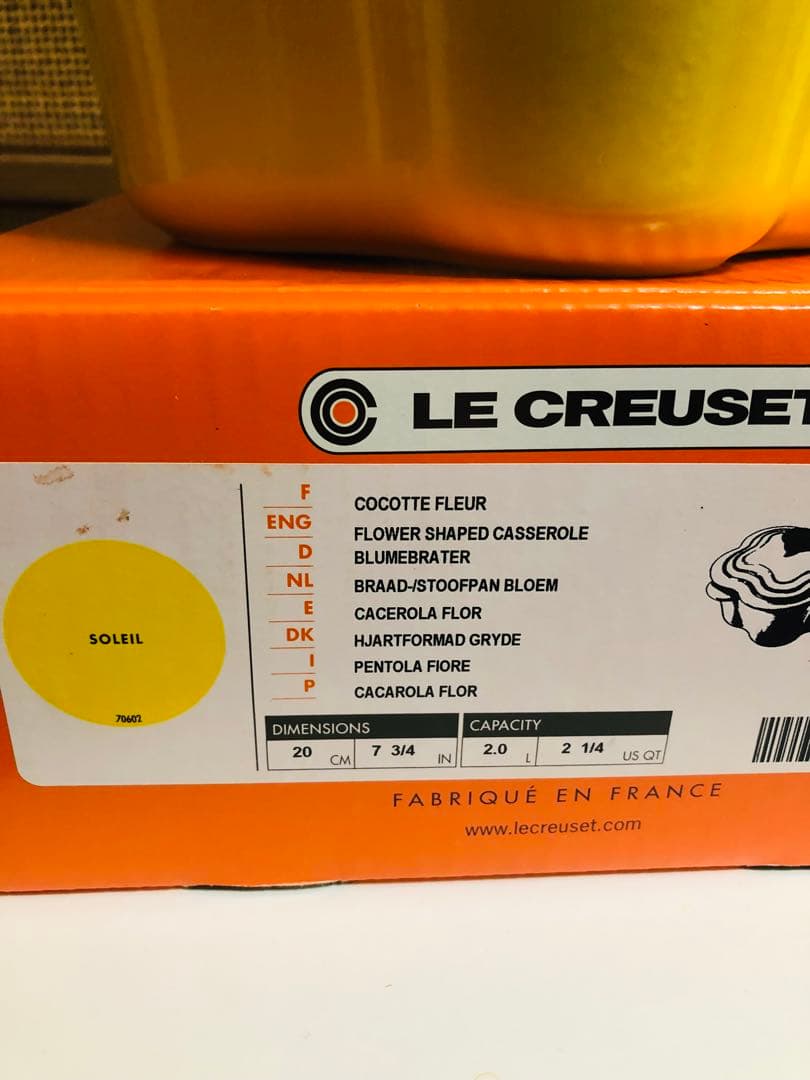 LE CREUSET
SOLEIL
70602
F COCOTTE FLEUR
ENG FLOWER SHAPED CASSEROLE
D BLUMEBRATER
NL BRAAD-/STOOFPAN BLOEM
E CACEROLA FLOR
DK HJARTFORMAD GRYDE
I PENTOLA FIORE
P CACAROLA FLOR
DIMENSIONS CAPACITY
20 CM 7 3/4 IN 2.0 L 2 1/4 US QT
FABRIQUÉ EN FRANCE
www.lecreuset.com